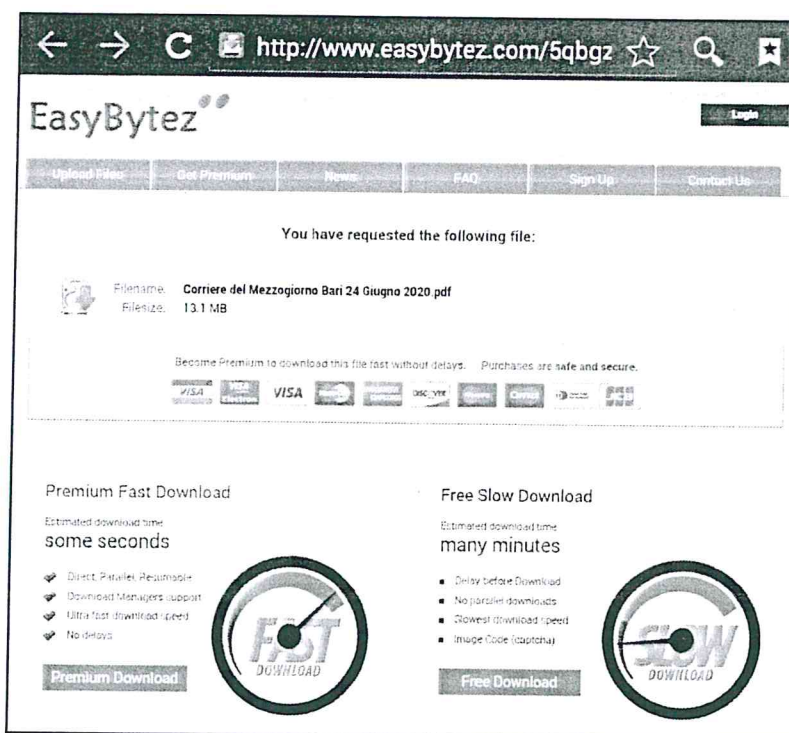 http://www.easybytez.com/5qbgz
EasyBytez
Login
Upload Files Get Premium News FAQ Sign Up Contact Us
You have requested the following file:
Filename. Corriere del Mezzogiorno Bari 24 Giugno 2020.pdf
Filesize. 13.1 MB
Become Premium to download this file fast without delays. Purchases are safe and secure.
VISA VISA Electron VISA DISCOVER JCB
Premium Fast Download
Estimated download time
some seconds
Direct, Parallel, Resumable
Download Managers support
Ultra fast download speed
No delays
FAST
DOWNLOAD
Premium Download
Free Slow Download
Estimated download time
many minutes
Delay before Download
No parallel downloads
Slowest download speed
Image Code (captcha)
SLOW
DOWNLOAD
Free Download